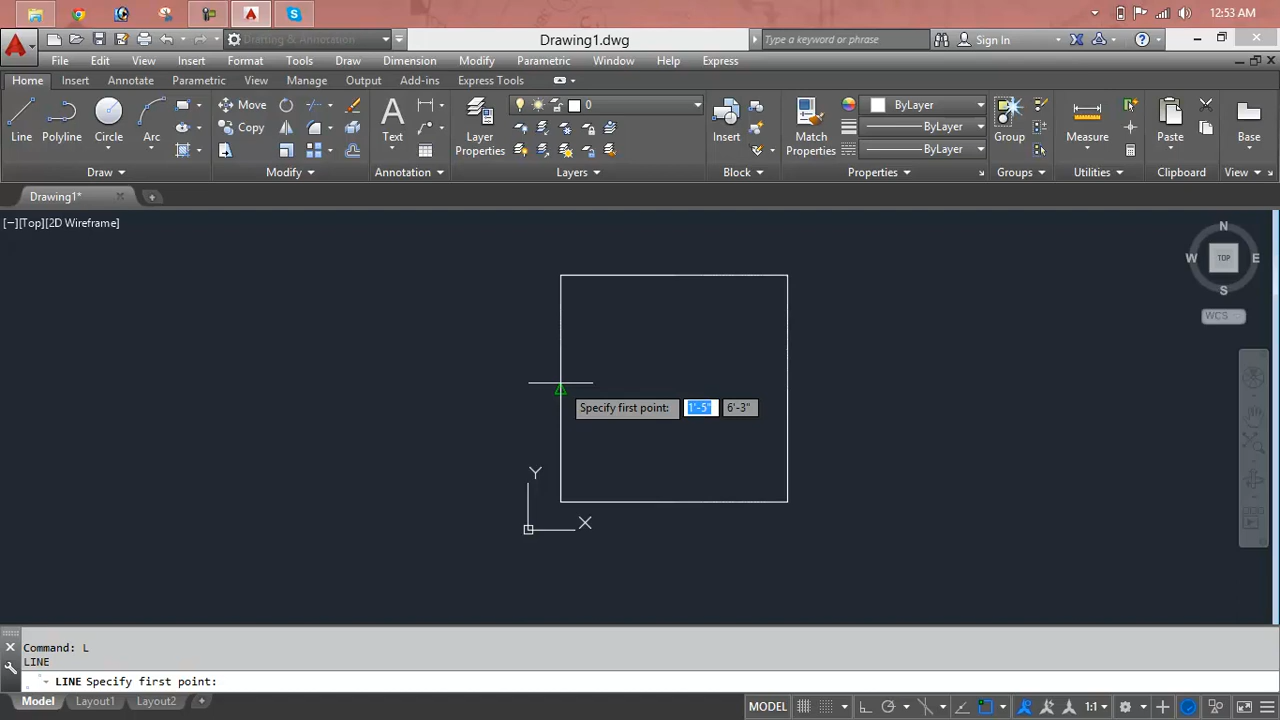 12:53 AM
Drafting & Annotation
Drawing1.dwg
Type a keyword or phrase
Sign In
File Edit View Insert Format Tools Draw Dimension Modify Parametric Window Help Express
Home Insert Annotate Parametric View Manage Output Add-ins Express Tools
Line Polyline Circle Arc
Move
Copy
Text
Layer Properties
0
Insert
Match Properties
ByLayer
ByLayer
ByLayer
Group
Measure
Paste
Base
Draw Modify Annotation Layers Block Properties Groups Utilities Clipboard View
Drawing1*
[−][Top][2D Wireframe]
N
W TOP E
S
WCS
Specify first point: 1'-5" 6'-3"
Y
X
Command: L
LINE
LINE Specify first point:
Model Layout1 Layout2
MODEL 1:1